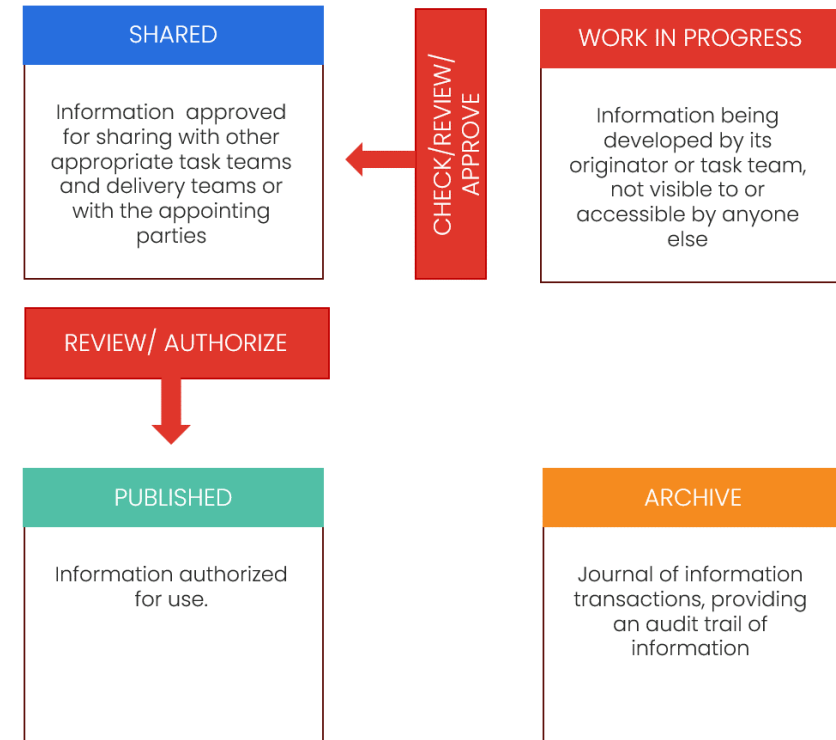 SHARED
Information approved
for sharing with other
appropriate task teams
and delivery teams or
with the appointing
parties
CHECK/REVIEW/
APPROVE
WORK IN PROGRESS
Information being
developed by its
originator or task team,
not visible to or
accessible by anyone
else
REVIEW/ AUTHORIZE
PUBLISHED
Information authorized
for use.
ARCHIVE
Journal of information
transactions, providing
an audit trail of
information